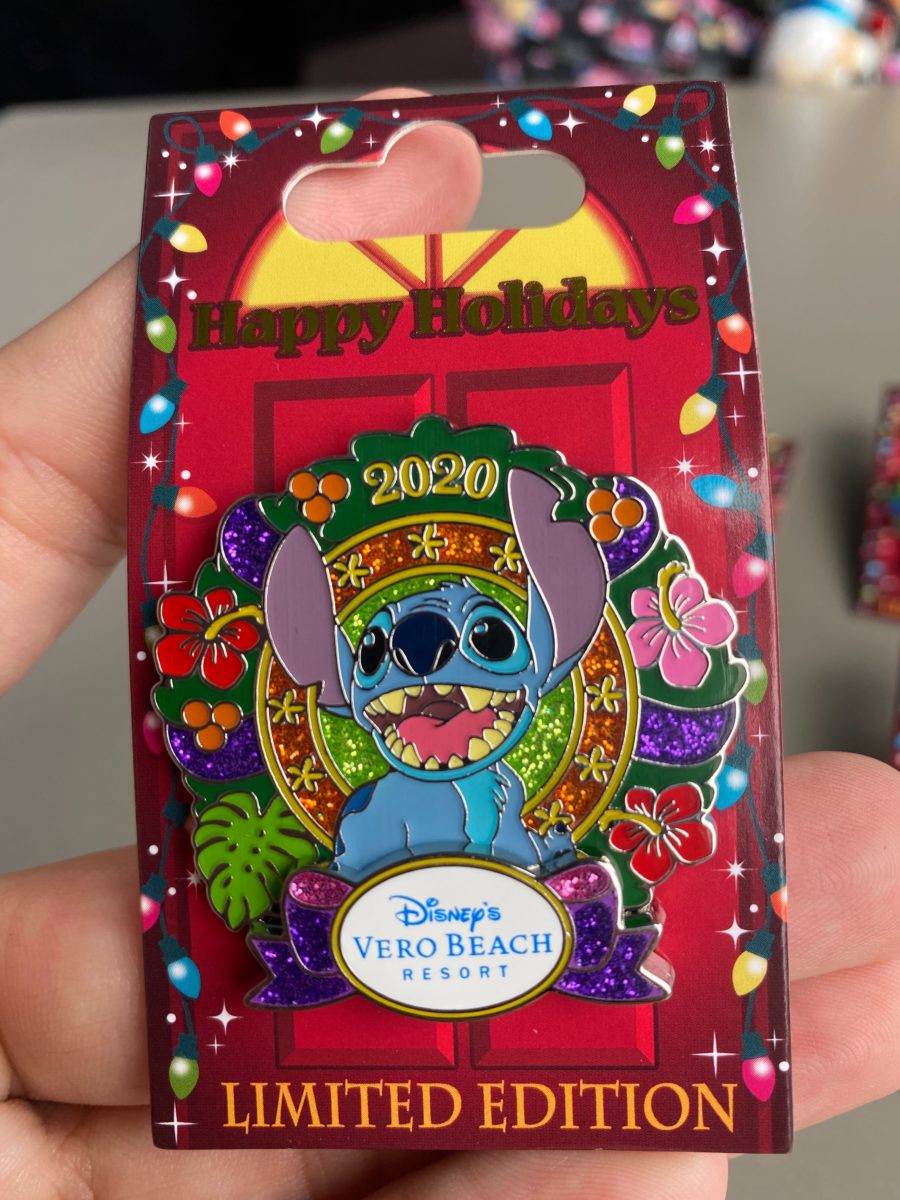 Happy Holidays
2020
Disney's
VERO BEACH
RESORT
LIMITED EDITION